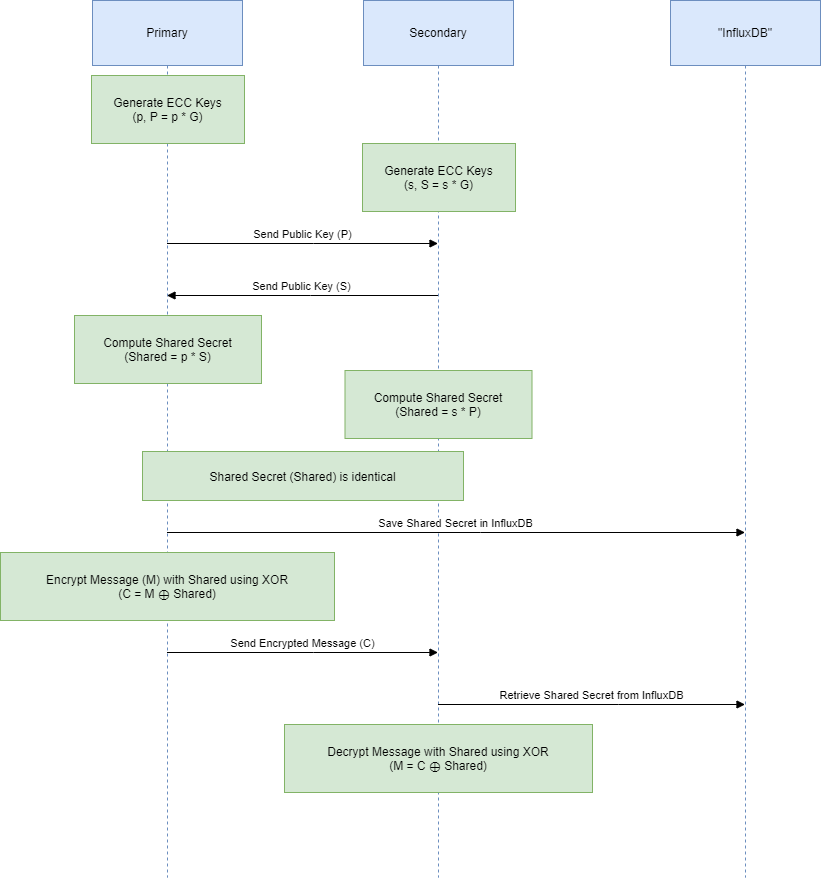 Primary
Secondary
"InfluxDB"
Generate ECC Keys
(p, P = p * G)
Generate ECC Keys
(s, S = s * G)
Send Public Key (P)
Send Public Key (S)
Compute Shared Secret
(Shared = p * S)
Compute Shared Secret
(Shared = s * P)
Shared Secret (Shared) is identical
Save Shared Secret in InfluxDB
Encrypt Message (M) with Shared using XOR
(C = M ⊕ Shared)
Send Encrypted Message (C)
Retrieve Shared Secret from InfluxDB
Decrypt Message with Shared using XOR
(M = C ⊕ Shared)